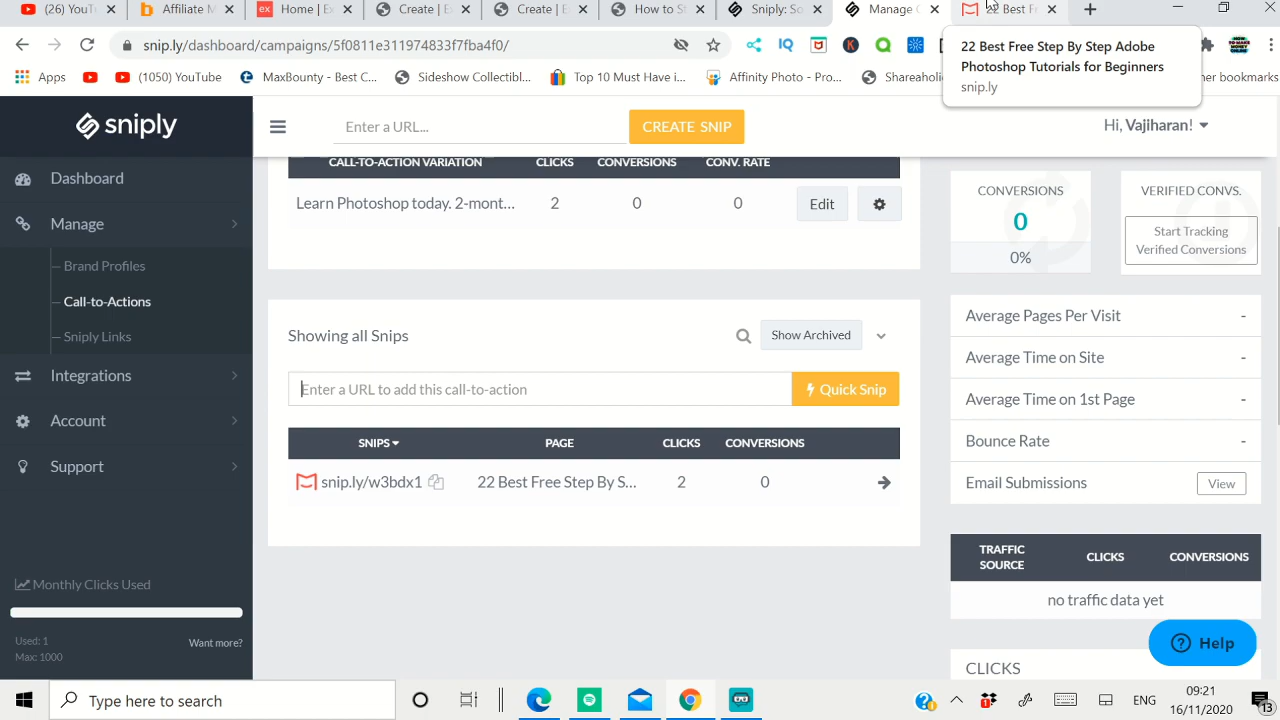 (26) YouT
Affiliate M
ex
Home | Ex
Create | E
Create | E
How to St
Sniply: So
Manage C
22 Best Fr
snip.ly/dashboard/campaigns/5f0811e311974833f7fba4f0/
22 Best Free Step By Step Adobe
Photoshop Tutorials for Beginners
snip.ly
Apps
(1050) YouTube
MaxBounty - Best C...
Sideshow Collectibl...
Top 10 Must Have i...
Affinity Photo - Pro...
Shareaholi
her bookmarks
sniply
Enter a URL...
CREATE SNIP
Hi, Vajiharan!
Dashboard
Manage
Brand Profiles
Call-to-Actions
Sniply Links
Integrations
Account
Support
Monthly Clicks Used
Used: 1
Want more?
Max: 1000
CALL-TO-ACTION VARIATION CLICKS CONVERSIONS CONV. RATE
Learn Photoshop today. 2-mont... 2 0 0 Edit
Showing all Snips
Show Archived
Enter a URL to add this call-to-action
Quick Snip
SNIPS PAGE CLICKS CONVERSIONS
snip.ly/w3bdx1 22 Best Free Step By S... 2 0
CONVERSIONS
0
0%
VERIFIED CONVS.
Start Tracking
Verified Conversions
Average Pages Per Visit -
Average Time on Site -
Average Time on 1st Page -
Bounce Rate -
Email Submissions View
TRAFFIC
SOURCE
CLICKS CONVERSIONS
no traffic data yet
Help
CLICKS
Type here to search
ENG
09:21
16/11/2020
13